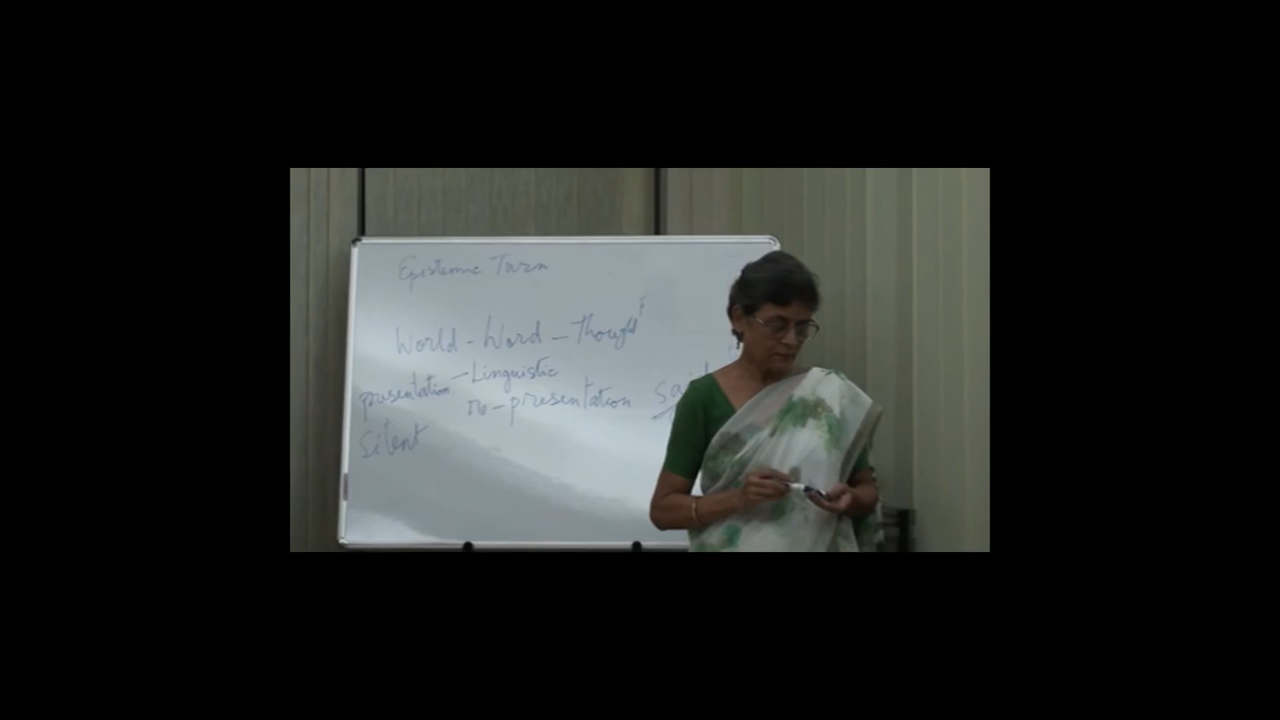 Epistemic Turn
World - Word - Thought
presentation - Linguistic
re-presentation
Silent